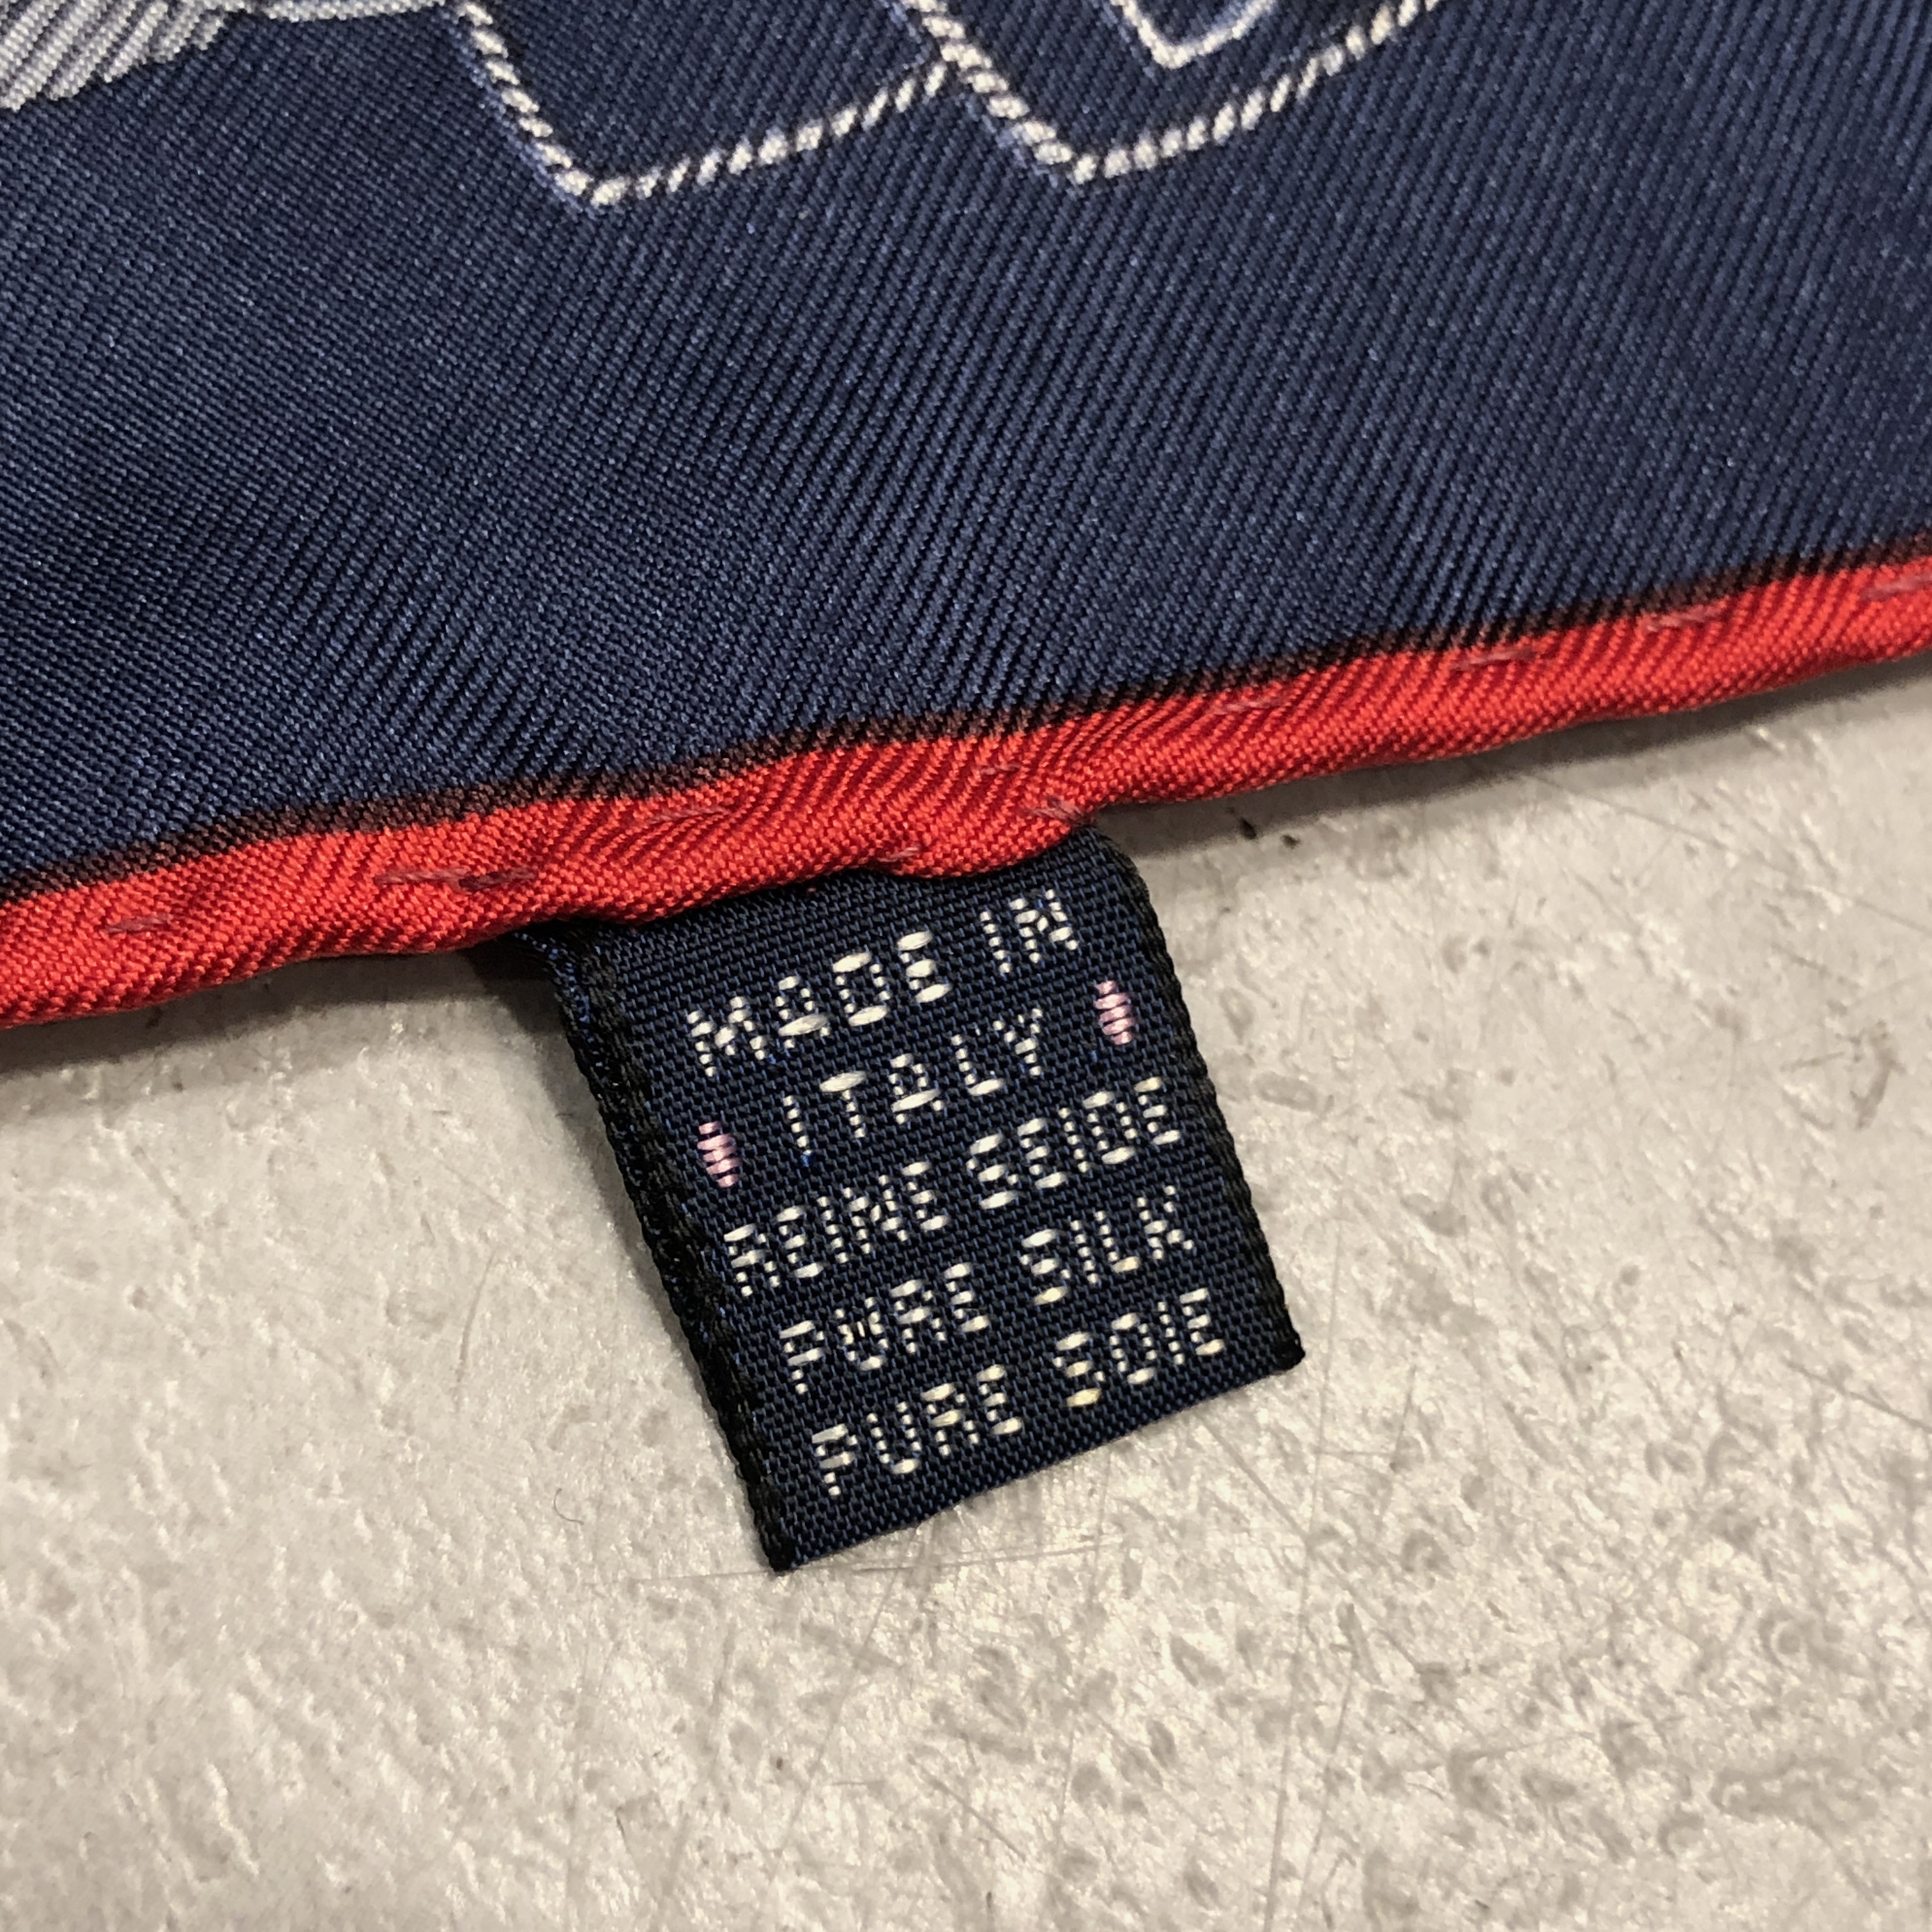 MADE IN
ITALY
REINE SEIDE
PURE SILK
PURE SOIE